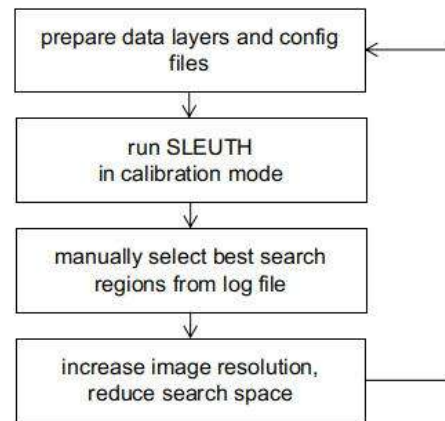 prepare data layers and config
files
run SLEUTH
in calibration mode
manually select best search
regions from log file
increase image resolution,
reduce search space